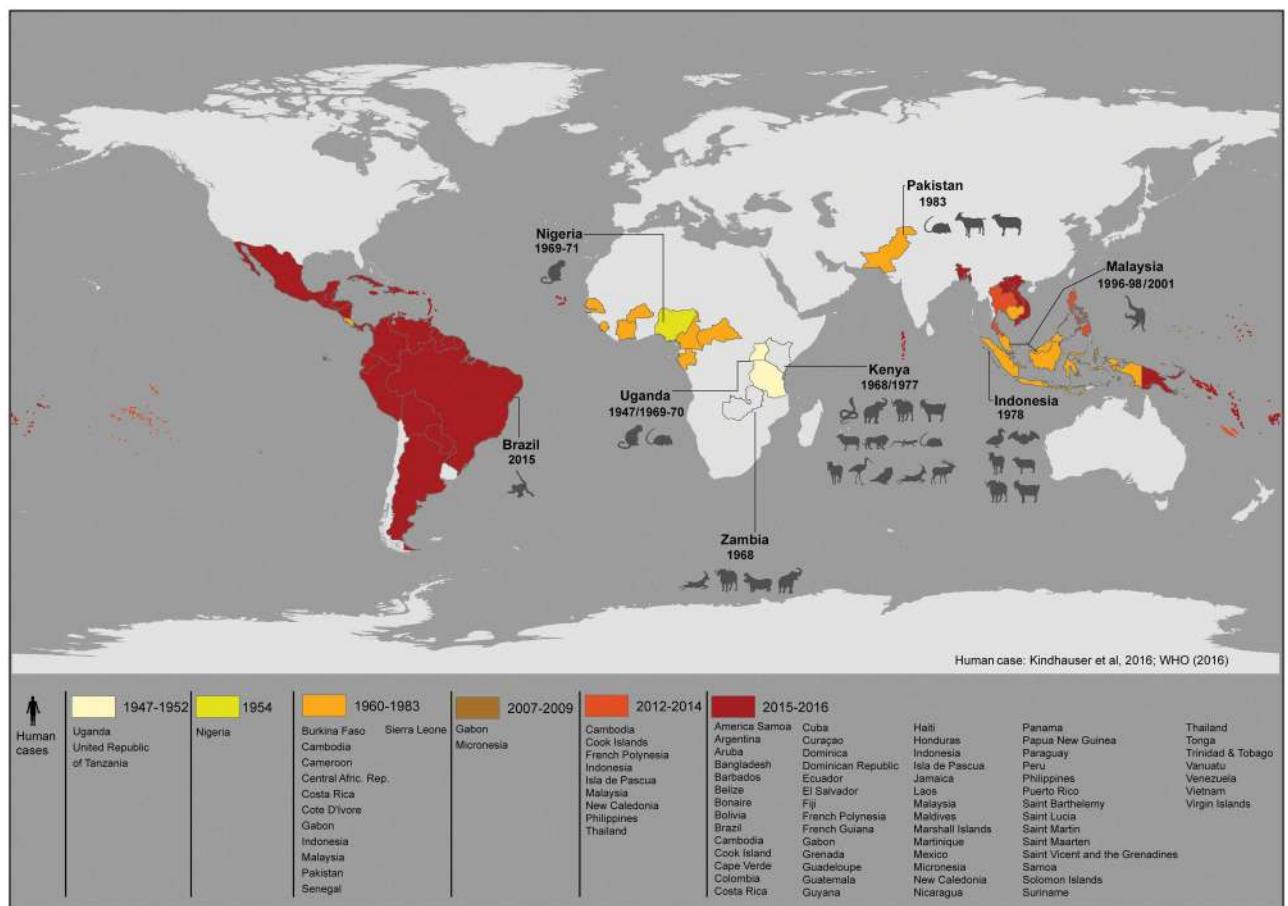 Pakistan
1983
Nigeria
1969-71
Malaysia
1996-98/2001
Kenya
1968/1977
Uganda
1947/1969-70
Indonesia
1978
Brazil
2015
Zambia
1968
Human case: Kindhauser et al, 2016; WHO (2016)
Human
cases
1947-1952
Uganda
United Republic
of Tanzania
1954
Nigeria
1960-1983
Burkina Faso
Cambodia
Cameroon
Central Afric. Rep.
Costa Rica
Cote D'Ivore
Gabon
Indonesia
Malaysia
Pakistan
Senegal
Sierra Leone
2007-2009
Gabon
Micronesia
2012-2014
Cambodia
Cook Islands
French Polynesia
Indonesia
Isla de Pascua
Malaysia
New Caledonia
Philippines
Thailand
2015-2016
America Samoa
Argentina
Aruba
Bangladesh
Barbados
Belize
Bonaire
Bolivia
Brazil
Cambodia
Cook Island
Cape Verde
Colombia
Costa Rica
Cuba
Curaçao
Dominica
Dominican Republic
Ecuador
El Salvador
Fiji
French Polynesia
French Guiana
Gabon
Grenada
Guadeloupe
Guatemala
Guyana
Haiti
Honduras
Indonesia
Isla de Pascua
Jamaica
Laos
Malaysia
Maldives
Marshall Islands
Martinique
Mexico
Micronesia
New Caledonia
Nicaragua
Panama
Papua New Guinea
Paraguay
Peru
Philippines
Puerto Rico
Saint Barthelemy
Saint Lucia
Saint Martin
Saint Maarten
Saint Vicent and the Grenadines
Samoa
Solomon Islands
Suriname
Thailand
Tonga
Trinidad & Tobago
Vanuatu
Venezuela
Vietnam
Virgin Islands